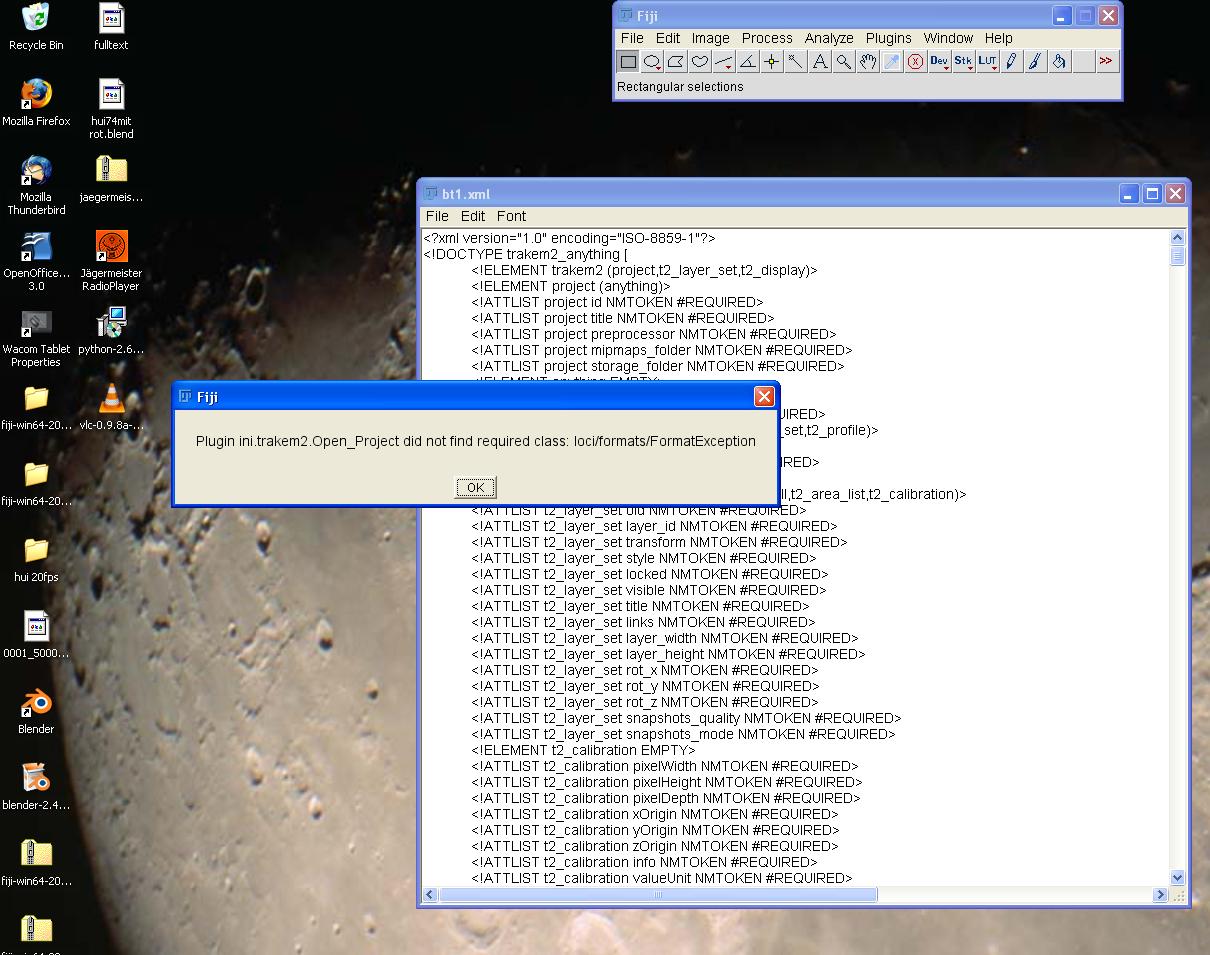 Recycle Bin
fulltext
Mozilla Firefox
hui74mit
rot.blend
Mozilla
Thunderbird
jaegermeis...
OpenOffice...
3.0
Jägermeister
RadioPlayer
Wacom Tablet
Properties
python-2.6...
fiji-win64-20...
vlc-0.9.8a-...
fiji-win64-20...
hui 20fps
0001_5000...
Blender
blender-2.4...
fiji-win64-20...
Fiji
File Edit Image Process Analyze Plugins Window Help
Dev Stk LUT >>
Rectangular selections
bt1.xml
File Edit Font
<?xml version="1.0" encoding="ISO-8859-1"?>
<!DOCTYPE trakem2_anything [
<!ELEMENT trakem2 (project,t2_layer_set,t2_display)>
<!ELEMENT project (anything)>
<!ATTLIST project id NMTOKEN #REQUIRED>
<!ATTLIST project title NMTOKEN #REQUIRED>
<!ATTLIST project preprocessor NMTOKEN #REQUIRED>
<!ATTLIST project mipmaps_folder NMTOKEN #REQUIRED>
<!ATTLIST project storage_folder NMTOKEN #REQUIRED>
<!ELEMENT anything EMPTY>
Fiji
Plugin ini.trakem2.Open_Project did not find required class: loci/formats/FormatException
OK
UIRED>
_set,t2_profile)>
IRED>
ll,t2_area_list,t2_calibration)>
<!ATTLIST t2_layer_set oid NMTOKEN #REQUIRED>
<!ATTLIST t2_layer_set layer_id NMTOKEN #REQUIRED>
<!ATTLIST t2_layer_set transform NMTOKEN #REQUIRED>
<!ATTLIST t2_layer_set style NMTOKEN #REQUIRED>
<!ATTLIST t2_layer_set locked NMTOKEN #REQUIRED>
<!ATTLIST t2_layer_set visible NMTOKEN #REQUIRED>
<!ATTLIST t2_layer_set title NMTOKEN #REQUIRED>
<!ATTLIST t2_layer_set links NMTOKEN #REQUIRED>
<!ATTLIST t2_layer_set layer_width NMTOKEN #REQUIRED>
<!ATTLIST t2_layer_set layer_height NMTOKEN #REQUIRED>
<!ATTLIST t2_layer_set rot_x NMTOKEN #REQUIRED>
<!ATTLIST t2_layer_set rot_y NMTOKEN #REQUIRED>
<!ATTLIST t2_layer_set rot_z NMTOKEN #REQUIRED>
<!ATTLIST t2_layer_set snapshots_quality NMTOKEN #REQUIRED>
<!ATTLIST t2_layer_set snapshots_mode NMTOKEN #REQUIRED>
<!ELEMENT t2_calibration EMPTY>
<!ATTLIST t2_calibration pixelWidth NMTOKEN #REQUIRED>
<!ATTLIST t2_calibration pixelHeight NMTOKEN #REQUIRED>
<!ATTLIST t2_calibration pixelDepth NMTOKEN #REQUIRED>
<!ATTLIST t2_calibration xOrigin NMTOKEN #REQUIRED>
<!ATTLIST t2_calibration yOrigin NMTOKEN #REQUIRED>
<!ATTLIST t2_calibration zOrigin NMTOKEN #REQUIRED>
<!ATTLIST t2_calibration info NMTOKEN #REQUIRED>
<!ATTLIST t2_calibration valueUnit NMTOKEN #REQUIRED>